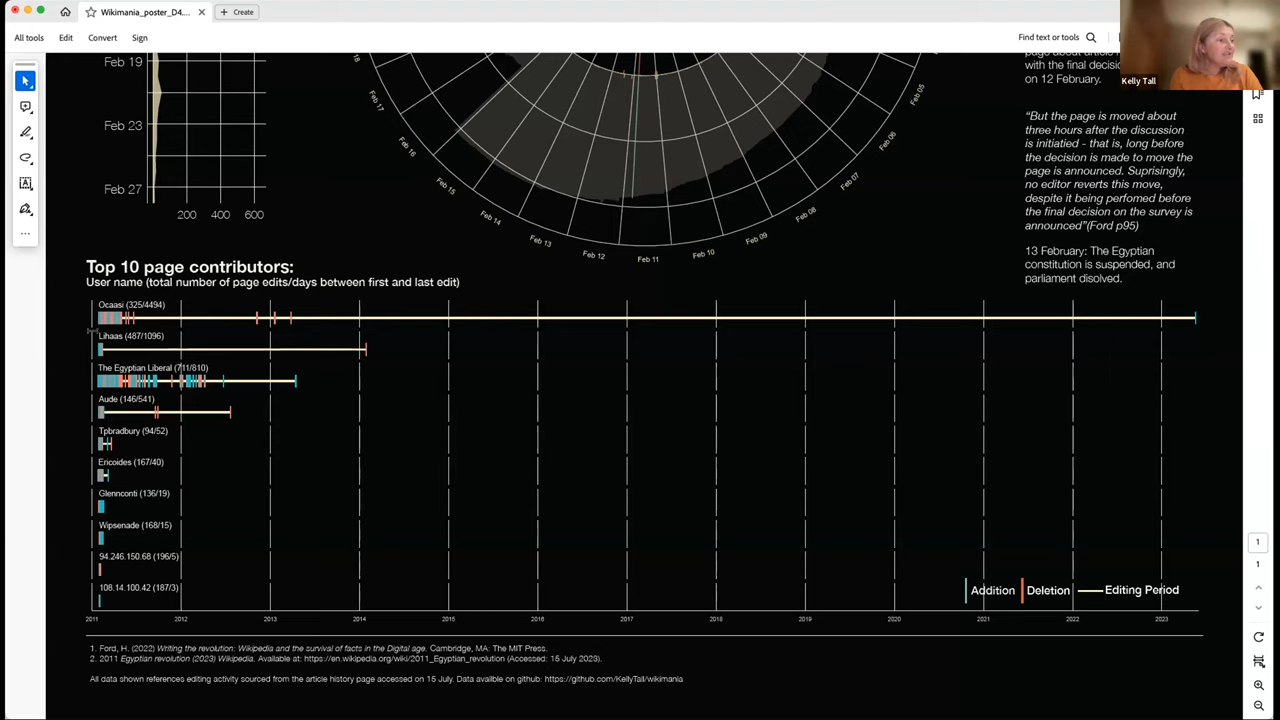 Wikimania_poster_D4....
Create
All tools
Edit
Convert
Sign
Find text or tools
Kelly Tall
Feb 19
Feb 23
Feb 27
200
400
600
18
Feb 17
Feb 16
Feb 15
Feb 14
Feb 13
Feb 12
Feb 11
Feb 10
Feb 09
Feb 08
Feb 07
Feb 06
Feb 05
with the final decis
on 12 February.
“But the page is moved about
three hours after the discussion
is initiatied - that is, long before
the decision is made to move the
page is announced. Suprisingly,
no editor reverts this move,
despite it being perfomed before
the final decision on the survey is
announced”(Ford p95)
13 February: The Egyptian
constitution is suspended, and
parliament disolved.
Top 10 page contributors:
User name (total number of page edits/days between first and last edit)
Ocaasi (325/4494)
Lihaas (487/1096)
The Egyptian Liberal (711/810)
Aude (146/541)
Tpbradbury (94/52)
Ericoides (167/40)
Glennconti (136/19)
Wipsenade (168/15)
94.246.150.68 (196/5)
108.14.100.42 (187/3)
Addition
Deletion
Editing Period
2011
2012
2013
2014
2015
2016
2017
2018
2019
2020
2021
2022
2023
1
1
1. Ford, H. (2022) Writing the revolution: Wikipedia and the survival of facts in the Digital age. Cambridge, MA: The MIT Press.
2. 2011 Egyptian revolution (2023) Wikipedia. Available at: https://en.wikipedia.org/wiki/2011_Egyptian_revolution (Accessed: 15 July 2023).
All data shown references editing activity sourced from the article history page accessed on 15 July. Data availble on github: https://github.com/KellyTall/wikimania